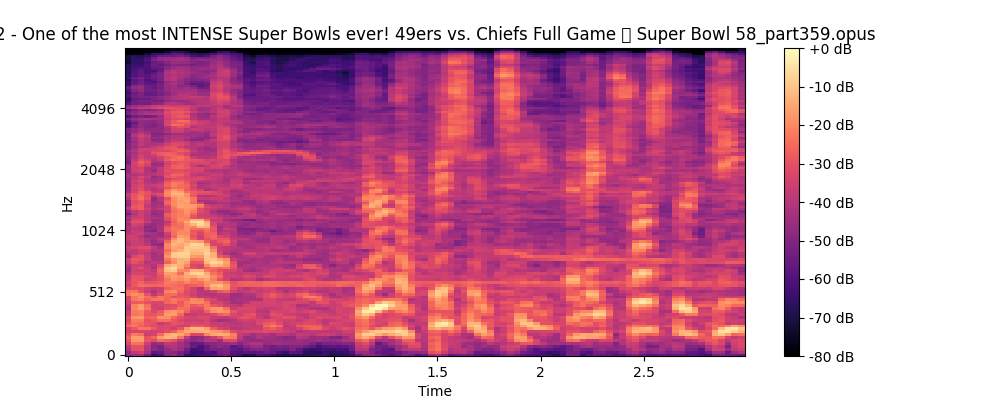 2 - One of the most INTENSE Super Bowls ever! 49ers vs. Chiefs Full Game Super Bowl 58_part359.opus
+0 dB
-10 dB
-20 dB
-30 dB
-40 dB
-50 dB
-60 dB
-70 dB
-80 dB
Hz
4096
2048
1024
512
0
0
0.5
1
1.5
2
2.5
Time